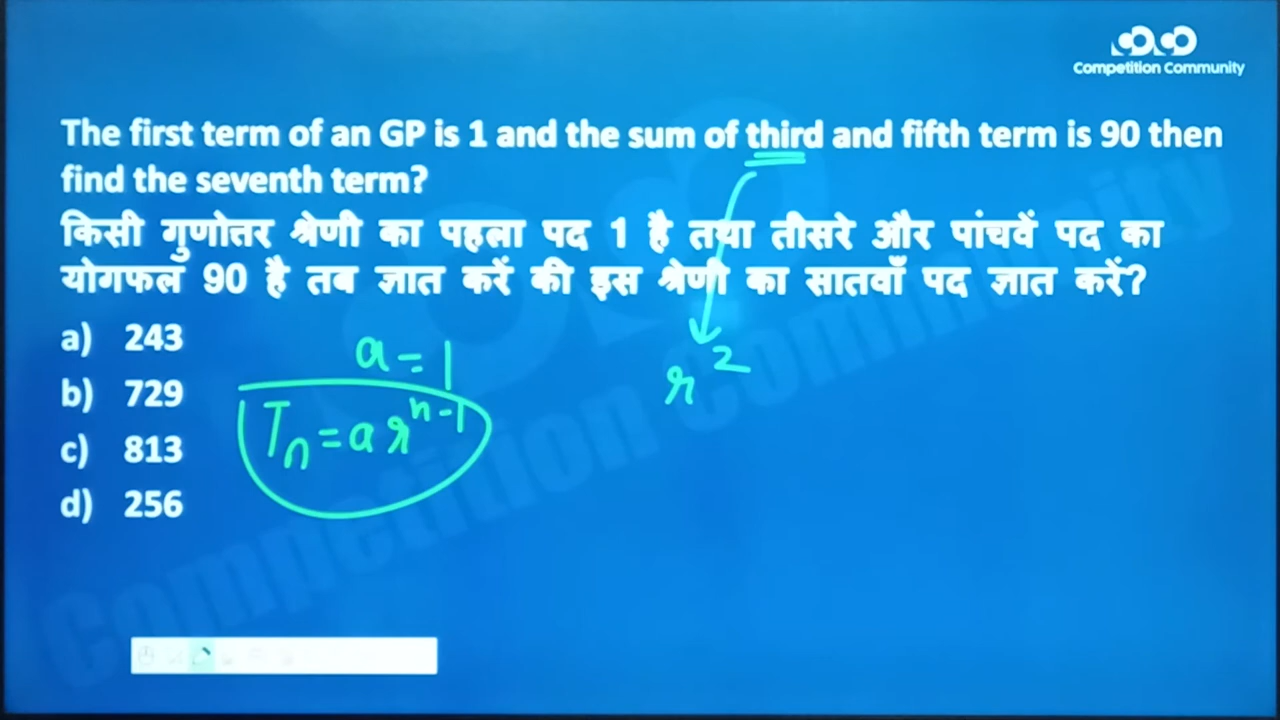 Competition Community
The first term of an GP is 1 and the sum of third and fifth term is 90 then
find the seventh term?
किसी गुणोत्तर श्रेणी का पहला पद 1 है तथा तीसरे और पांचवें पद का
योगफल 90 है तब ज्ञात करें की इस श्रेणी का सातवाँ पद ज्ञात करें?
a) 243
b) 729
c) 813
d) 256
a = 1
Tn = a r^n-1
r^2
Competition Community